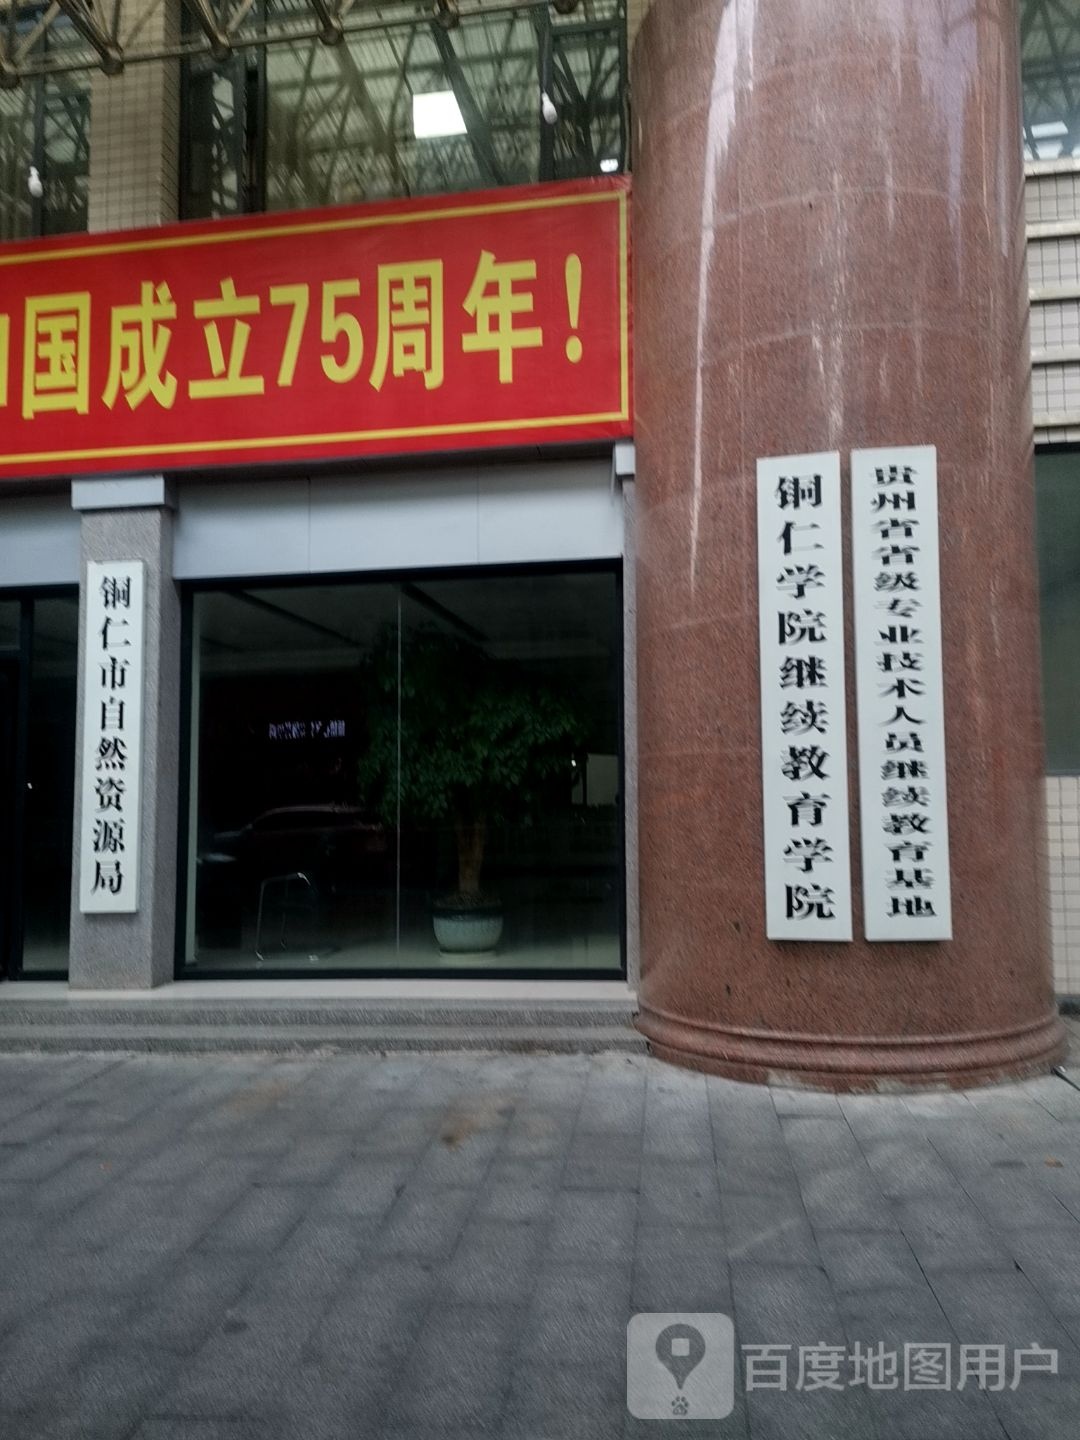 国成立75周年！
铜仁市自然资源局
铜仁学院继续教育学院
贵州省省级专业技术人员继续教育基地
百度地图用户